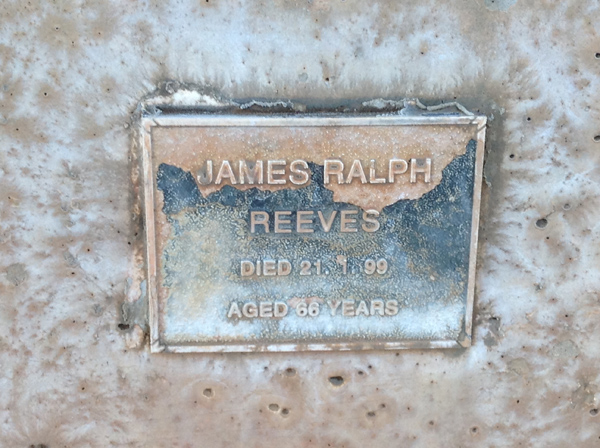 JAMES RALPH
REEVES
DIED 21. 1. 99
AGED 66 YEARS